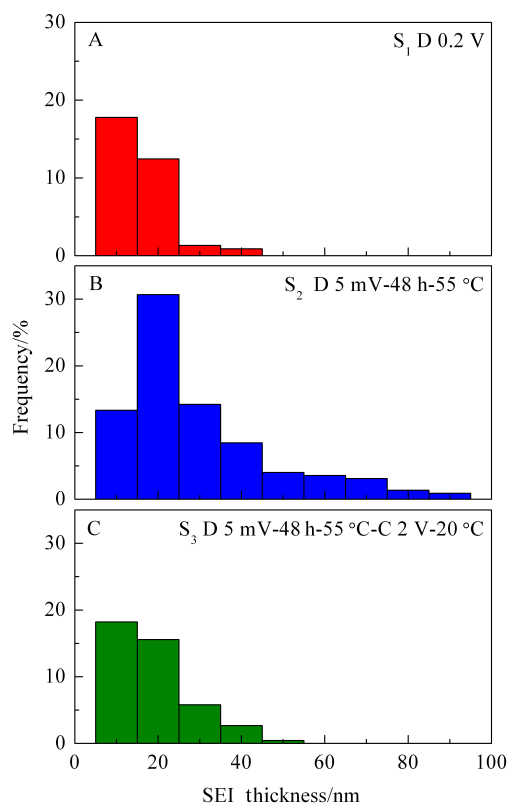 30
A
S₁ D 0.2 V
20
10
0
B
S₂ D 5 mV-48 h-55 °C
30
20
Frequency/%
10
0
C
S₃ D 5 mV-48 h-55 °C-C 2 V-20 °C
30
20
10
0
0 20 40 60 80 100
SEI thickness/nm